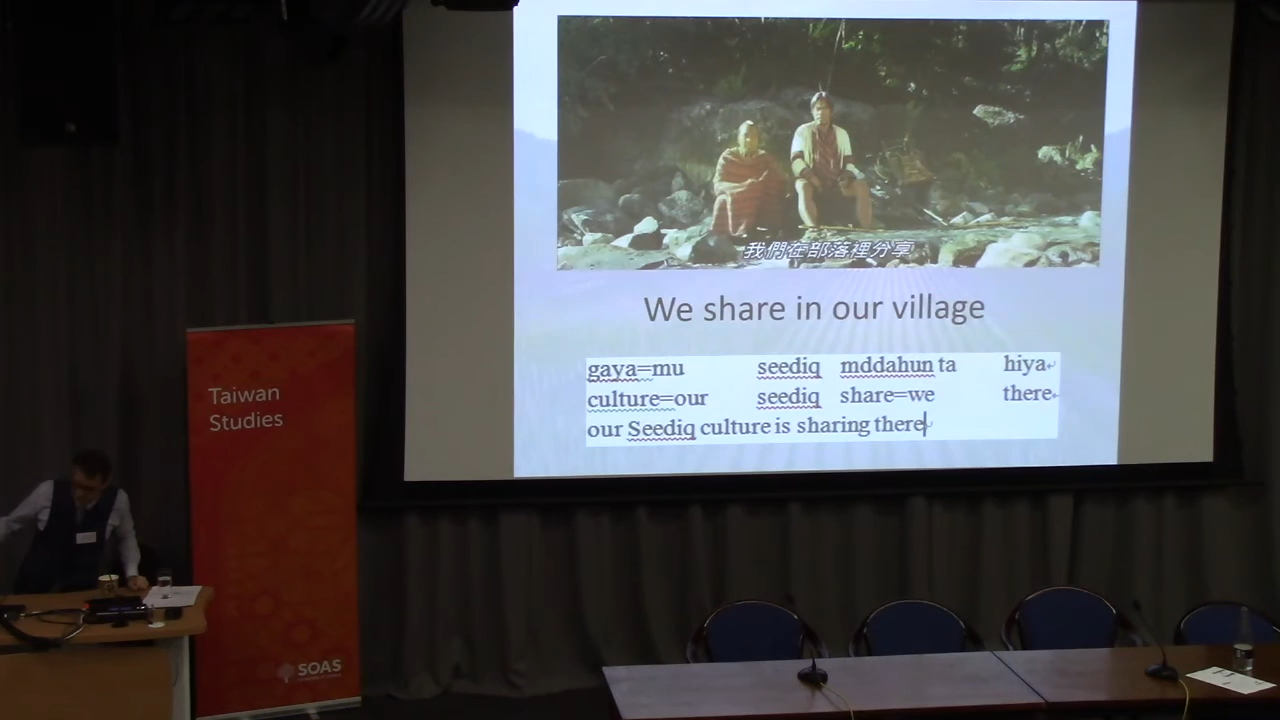 我們在部落裡分享
We share in our village
gaya=mu seediq mddahun ta hiya
culture=our seediq share=we there
our Seediq culture is sharing there
Taiwan
Studies
SOAS